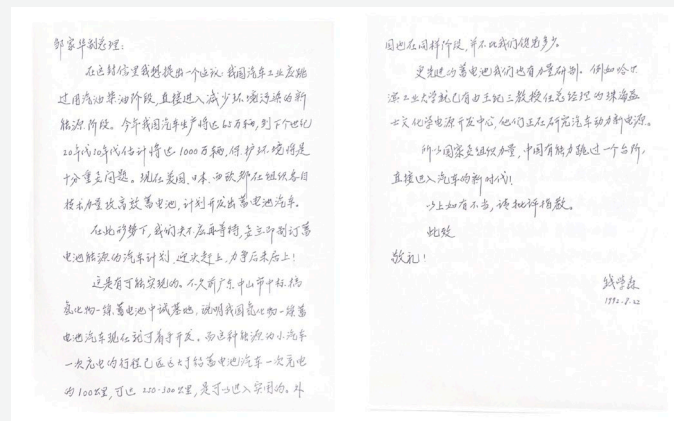 邹家华副总理：
在这封信里我想提出一个建议：我国汽车工业应跳
过用汽油柴油阶段，直接进入减少环境污染的新
能源阶段。今年我国汽车生产将达65万辆，到下个世纪
20年代30年代估计将达1000万辆，保护环境将是
十分重要问题。现在美国、日本、西欧都在组织各自
技术力量攻高效蓄电池，计划开发出蓄电池汽车。
在此形势下，我们决不应再等待，要立即制订蓄
电池能源的汽车计划，迎头赶上，力争后来居上！
这是有可能实现的。不久前广东中山市中标，搞
氢化物-镍蓄电池中试基地，说明我国氢化物-镍蓄
电池汽车现在就可着手开发。而这种能源的小汽车
一次充电的行程已远远大于铅蓄电池汽车一次充电
的100公里，可达250-300公里，是可以进入实用的。外
国也在同样阶段，并不比我们领先多少。
更先进的蓄电池我们也有力量研制。例如哈尔
滨工业大学就已有由王纪三教授任总经理的珠海益
士文化学电源开发中心，他们正在研究汽车动力新电源。
所以国家要组织力量，中国有能力跳过一个台阶，
直接进入汽车的新时代！
以上如有不当，请批评指教。
此致
敬礼！
钱学森
1992.8.22